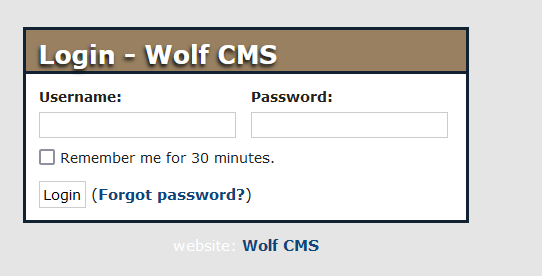 Login - Wolf CMS
Username: Password:
Remember me for 30 minutes.
Login (Forgot password?)
website: Wolf CMS